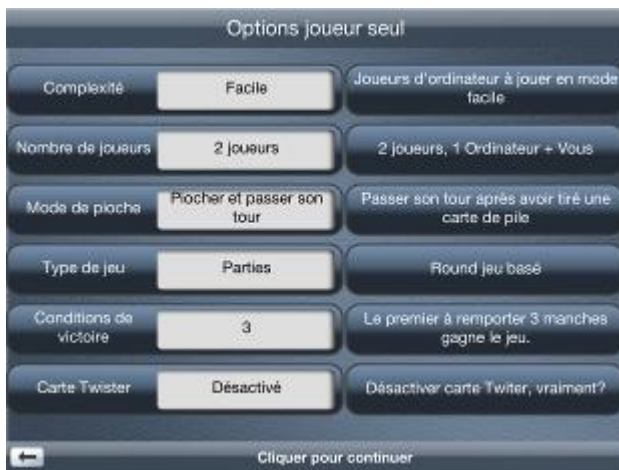 Options joueur seul
Complexité
Facile
Joueurs d'ordinateur à jouer en mode
facile
Nombre de joueurs
2 joueurs
2 joueurs, 1 Ordinateur + Vous
Mode de pioche
Piocher et passer son
tour
Passer son tour après avoir tiré une
carte de pile
Type de jeu
Parties
Round jeu basé
Conditions de
victoire
3
Le premier à remporter 3 manches
gagne le jeu.
Carte Twister
Désactivé
Désactiver carte Twiter, vraiment?
Cliquer pour continuer